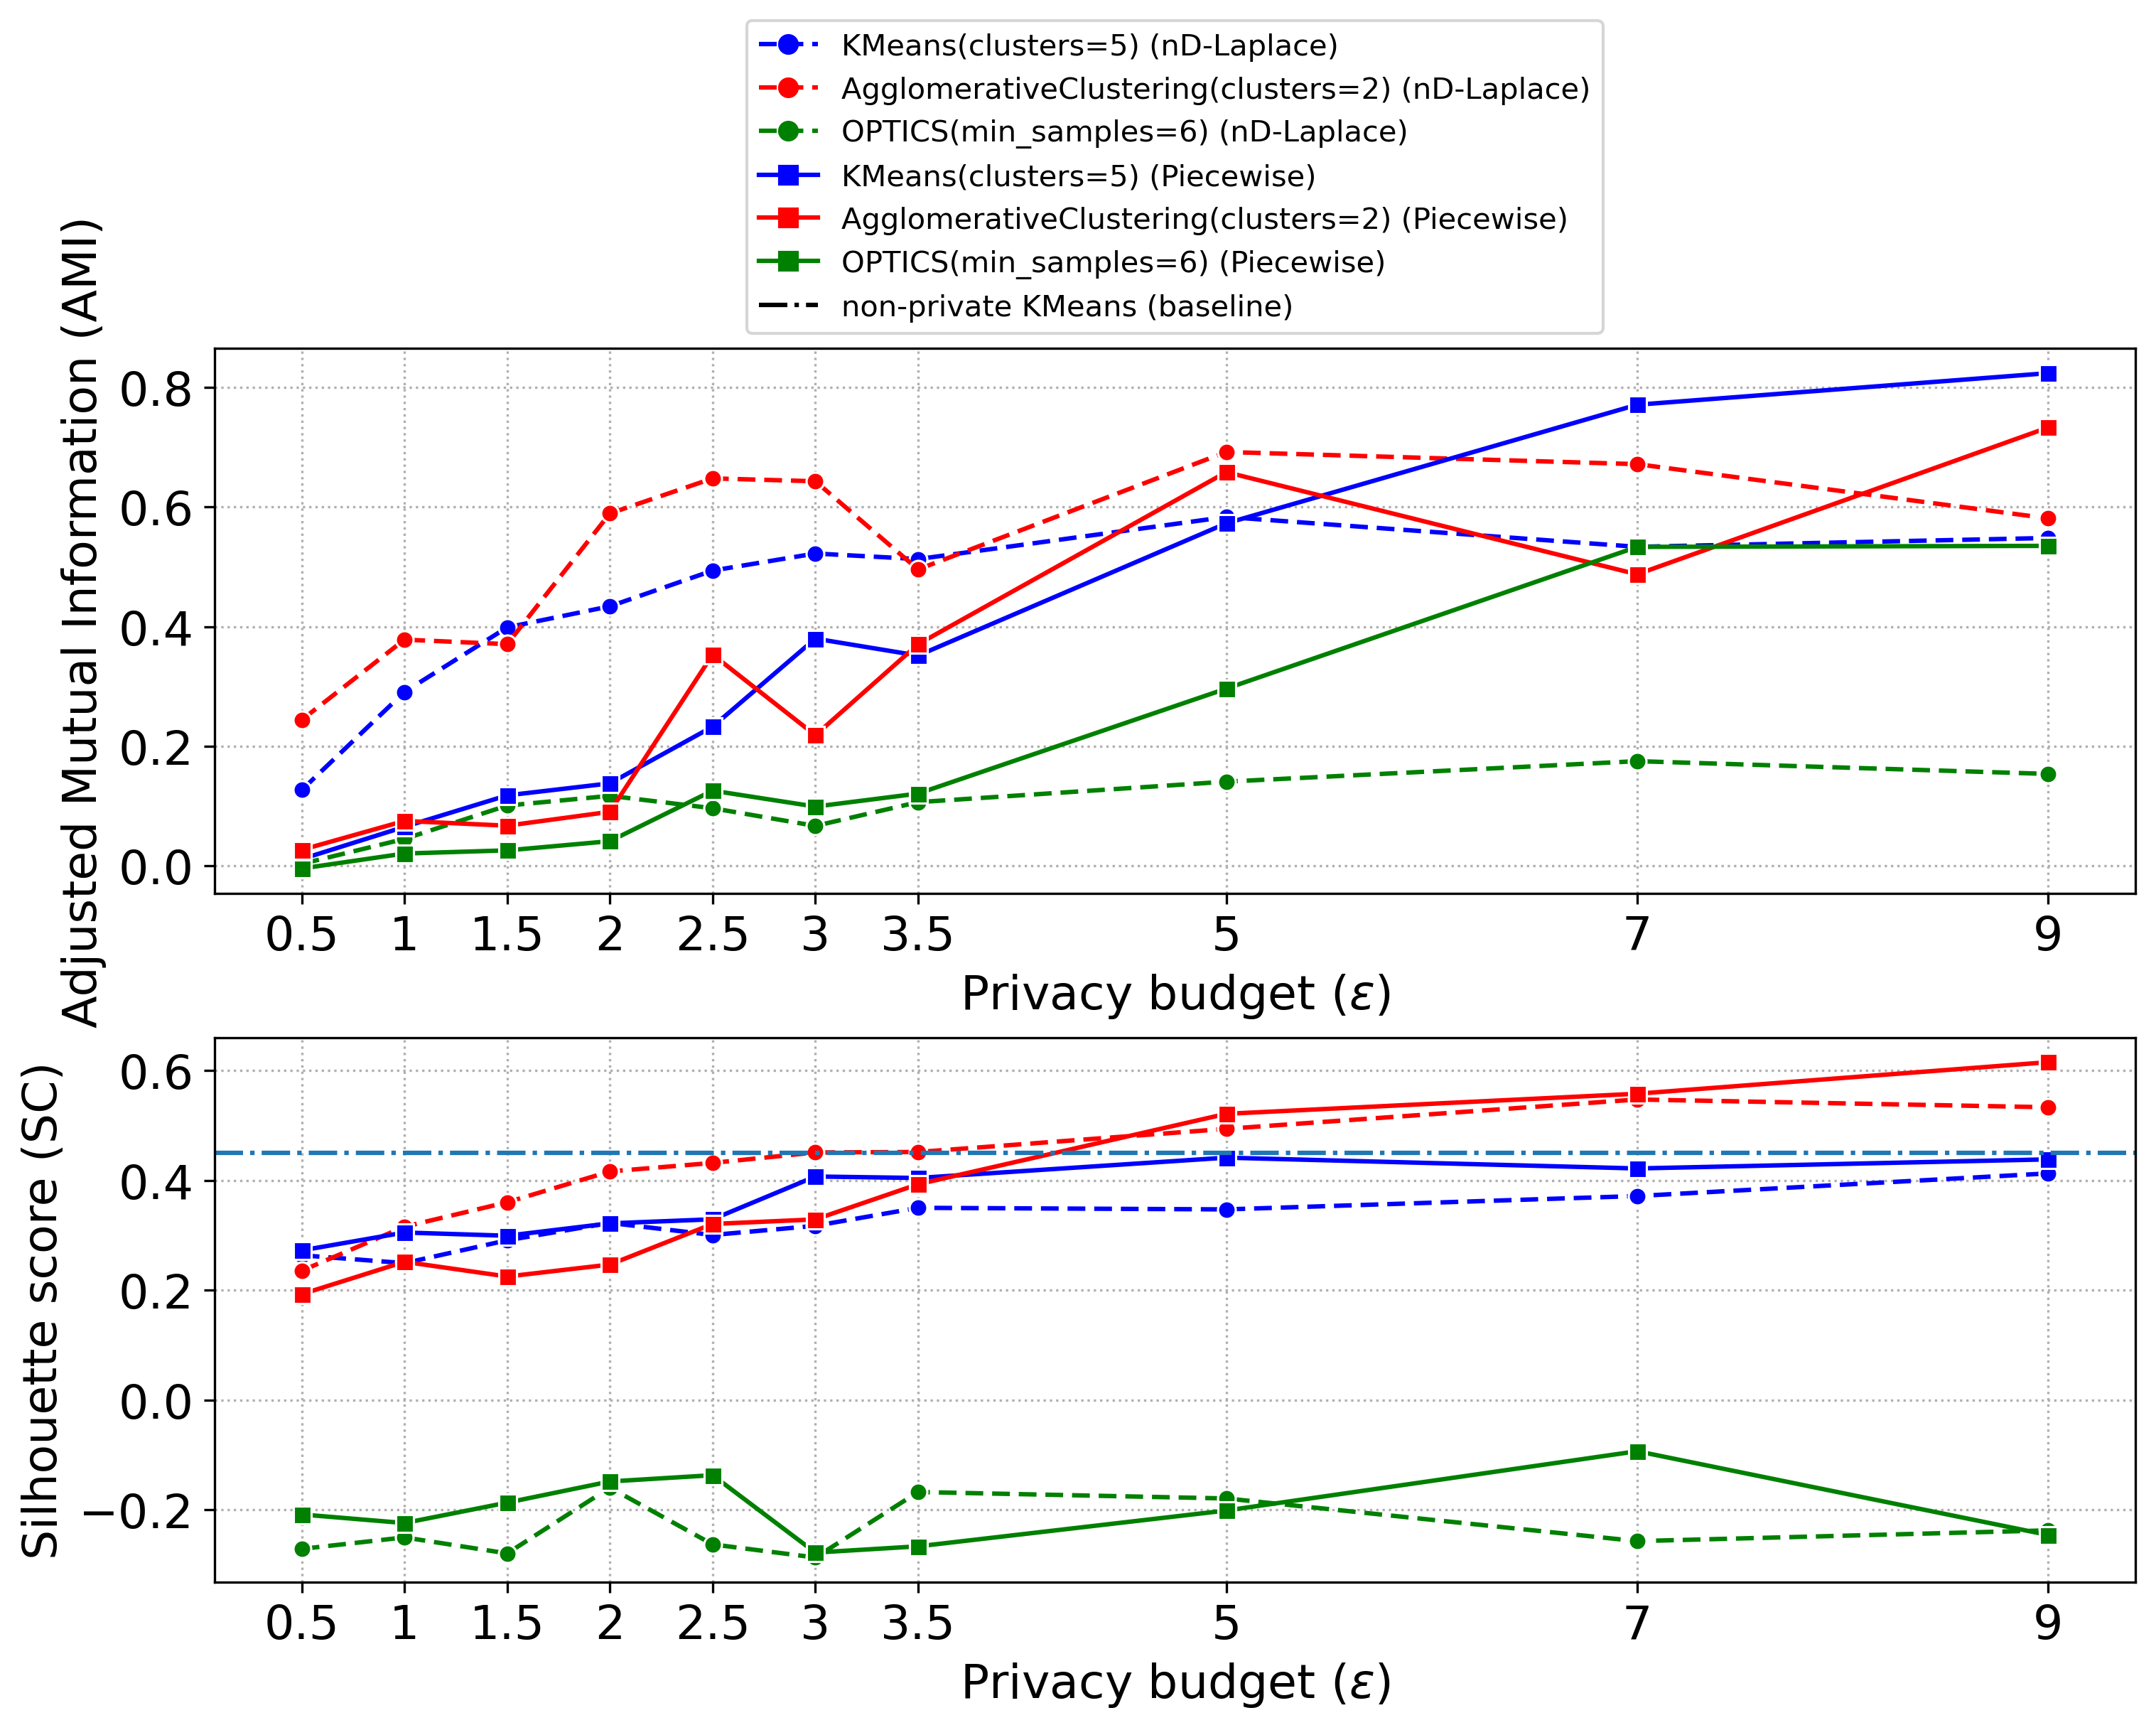 KMeans(clusters=5) (nD-Laplace)
AgglomerativeClustering(clusters=2) (nD-Laplace)
OPTICS(min_samples=6) (nD-Laplace)
KMeans(clusters=5) (Piecewise)
AgglomerativeClustering(clusters=2) (Piecewise)
OPTICS(min_samples=6) (Piecewise)
non-private KMeans (baseline)
Adjusted Mutual Information (AMI)
0.8
0.6
0.4
0.2
0.0
0.5 1 1.5 2 2.5 3 3.5 5 7 9
Privacy budget (ε)
Silhouette score (SC)
0.6
0.4
0.2
0.0
−0.2
0.5 1 1.5 2 2.5 3 3.5 5 7 9
Privacy budget (ε)